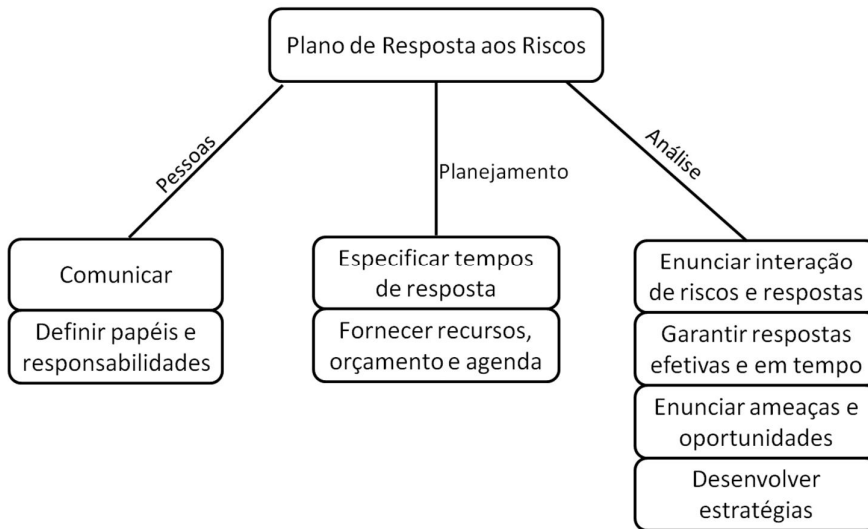 Plano de Resposta aos Riscos
Pessoas
Planejamento
Análise
Comunicar
Definir papéis e
responsabilidades
Especificar tempos
de resposta
Fornecer recursos,
orçamento e agenda
Enunciar interação
de riscos e respostas
Garantir respostas
efetivas e em tempo
Enunciar ameaças e
oportunidades
Desenvolver
estratégias